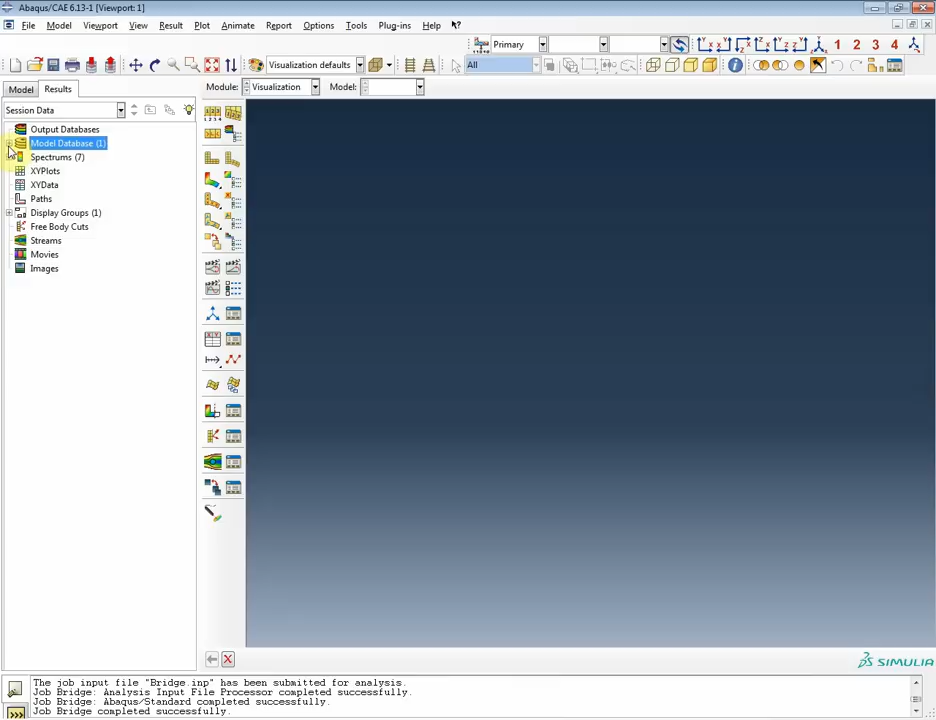 Abaqus/CAE 6.13-1 [Viewport: 1]
File Model Viewport View Result Plot Animate Report Options Tools Plug-ins Help
Primary 1 2 3 4
Visualization defaults All
Model Results Module: Visualization Model:
Session Data
Output Databases
Model Database (1)
Spectrums (7)
XYPlots
XYData
Paths
Display Groups (1)
Free Body Cuts
Streams
Movies
Images
SIMULIA
The job input file "Bridge.inp" has been submitted for analysis.
Job Bridge: Analysis Input File Processor completed successfully.
Job Bridge: Abaqus/Standard completed successfully.
Job Bridge completed successfully.